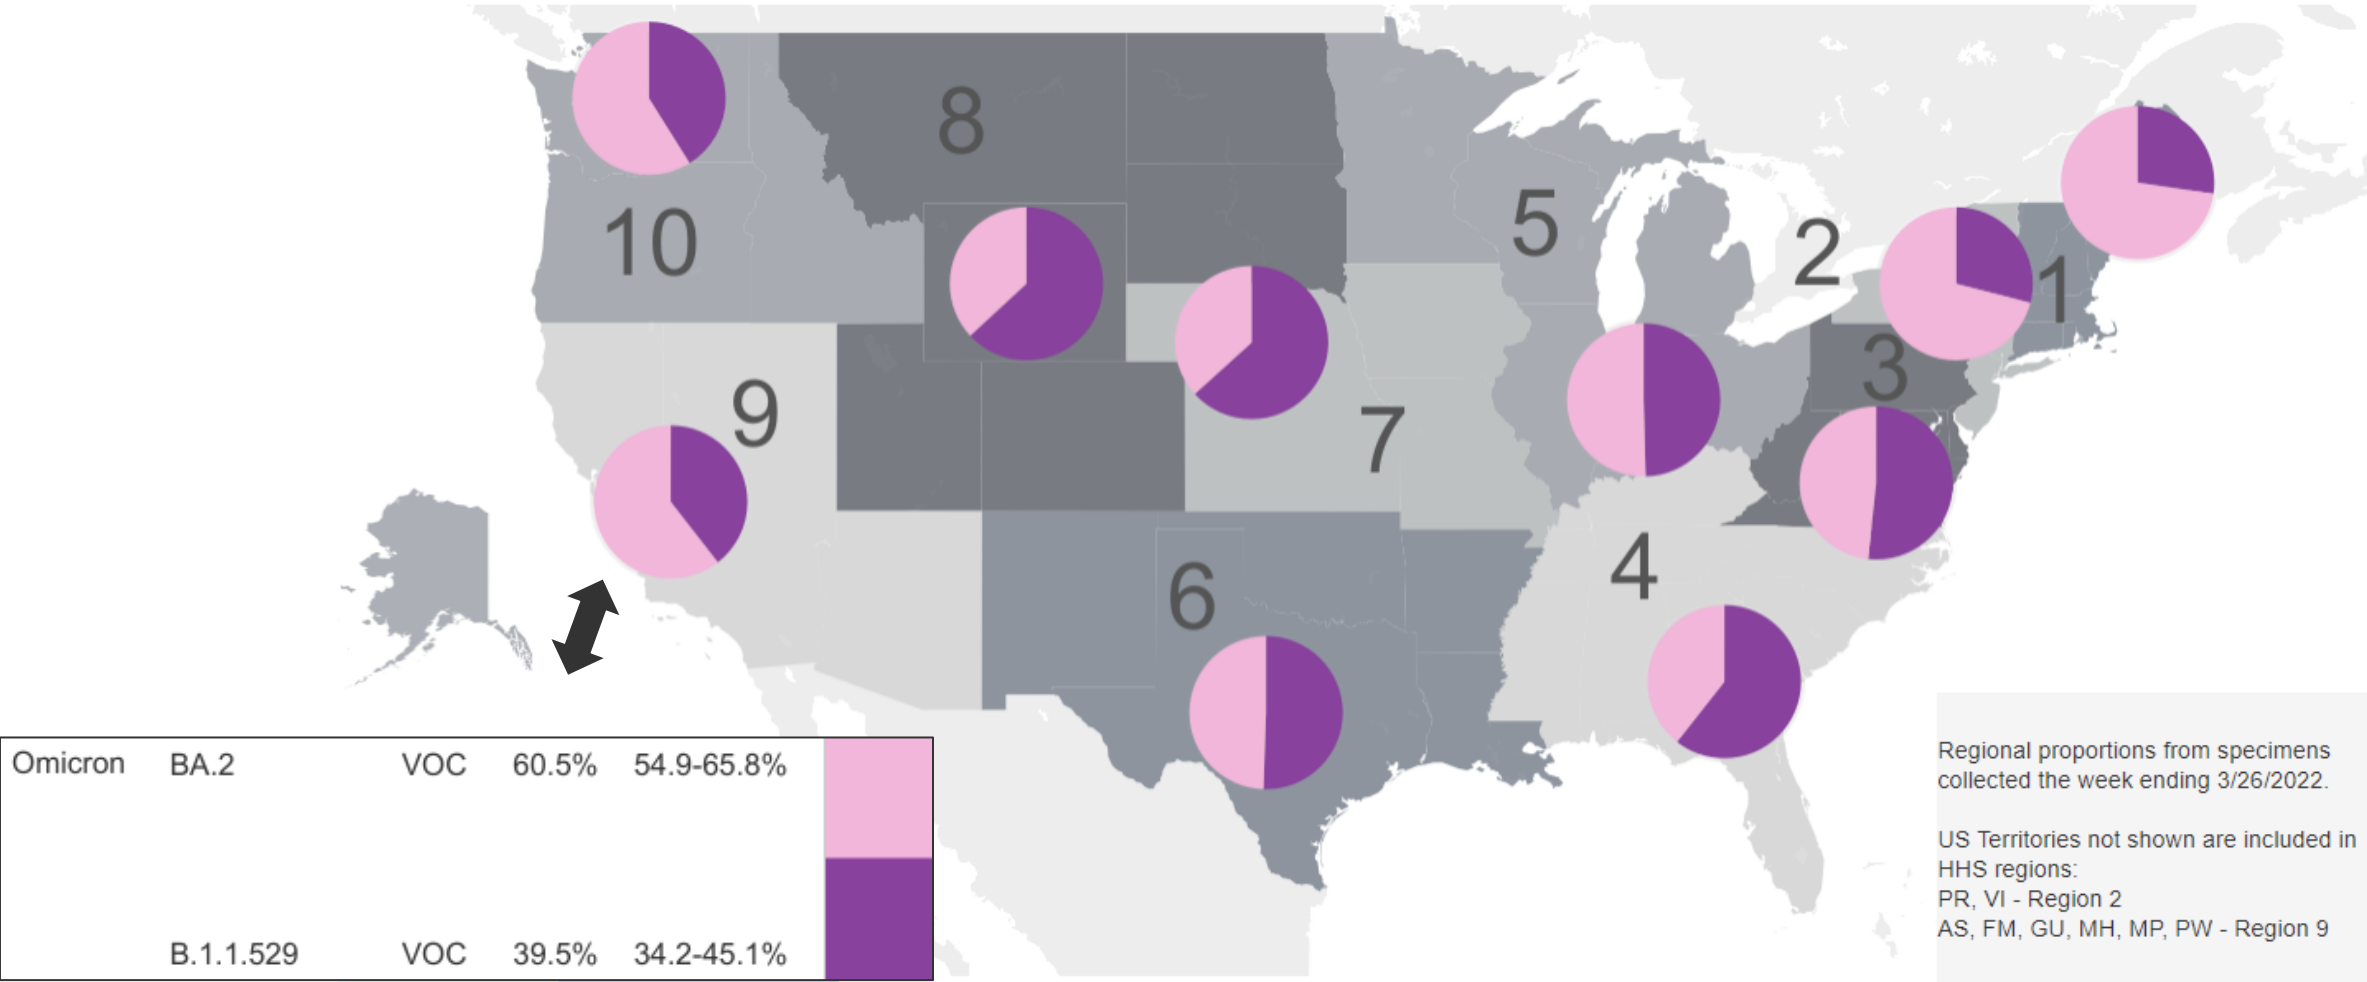 8
10
5
2
1
3
9
7
4
6
Omicron BA.2 VOC 60.5% 54.9-65.8%
B.1.1.529 VOC 39.5% 34.2-45.1%
Regional proportions from specimens
collected the week ending 3/26/2022.
US Territories not shown are included in
HHS regions:
PR, VI - Region 2
AS, FM, GU, MH, MP, PW - Region 9